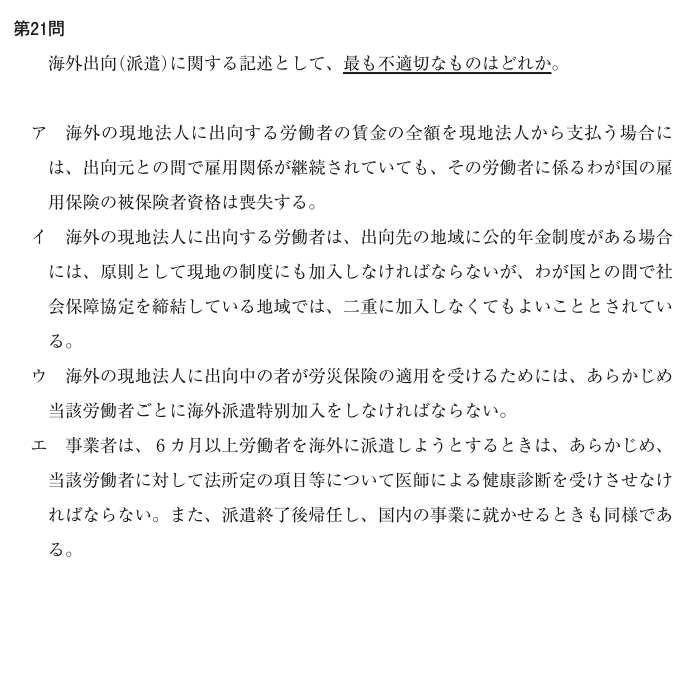 第21問
海外出向(派遣)に関する記述として、最も不適切なものはどれか。
ア　海外の現地法人に出向する労働者の賃金の全額を現地法人から支払う場合に
は、出向元との間で雇用関係が継続されていても、その労働者に係るわが国の雇
用保険の被保険者資格は喪失する。
イ　海外の現地法人に出向する労働者は、出向先の地域に公的年金制度がある場合
には、原則として現地の制度にも加入しなければならないが、わが国との間で社
会保障協定を締結している地域では、二重に加入しなくてもよいこととされてい
る。
ウ　海外の現地法人に出向中の者が労災保険の適用を受けるためには、あらかじめ
当該労働者ごとに海外派遣特別加入をしなければならない。
エ　事業者は、6カ月以上労働者を海外に派遣しようとするときは、あらかじめ、
当該労働者に対して法所定の項目等について医師による健康診断を受けさせなけ
ればならない。また、派遣終了後帰任し、国内の事業に就かせるときも同様であ
る。